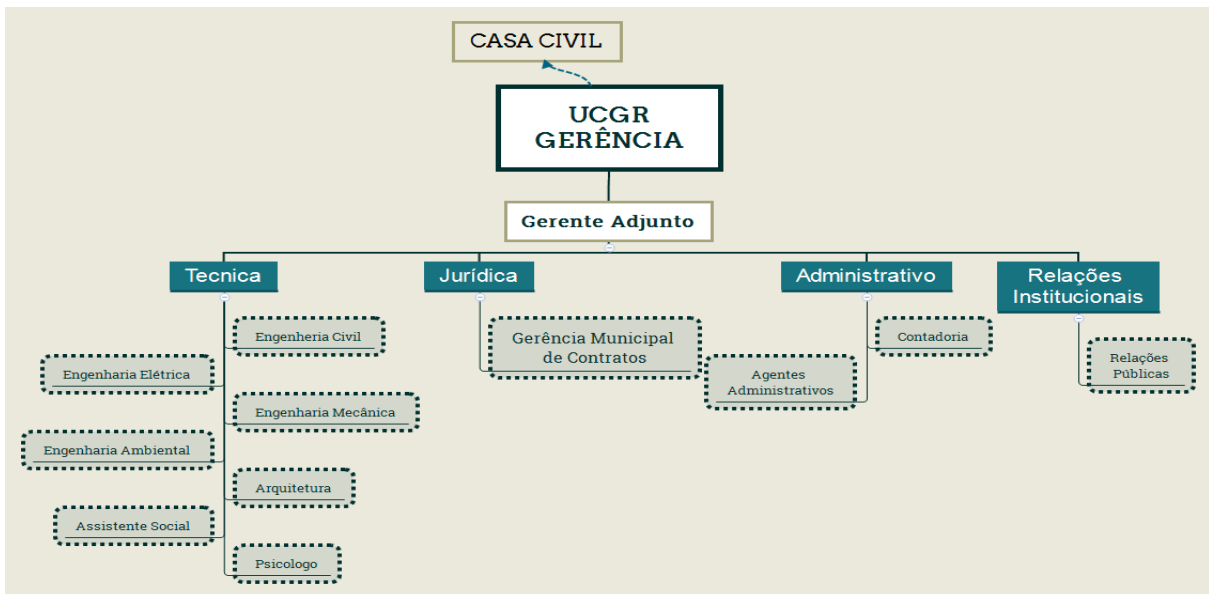 CASA CIVIL
UCGR
GERÊNCIA
Gerente Adjunto
Tecnica
Jurídica
Administrativo
Relações
Institucionais
Engenheria Civil
Engenharia Elétrica
Engenharia Mecânica
Engenharia Ambiental
Arquitetura
Assistente Social
Psicologo
Gerência Municipal
de Contratos
Contadoria
Agentes
Administrativos
Relações
Públicas